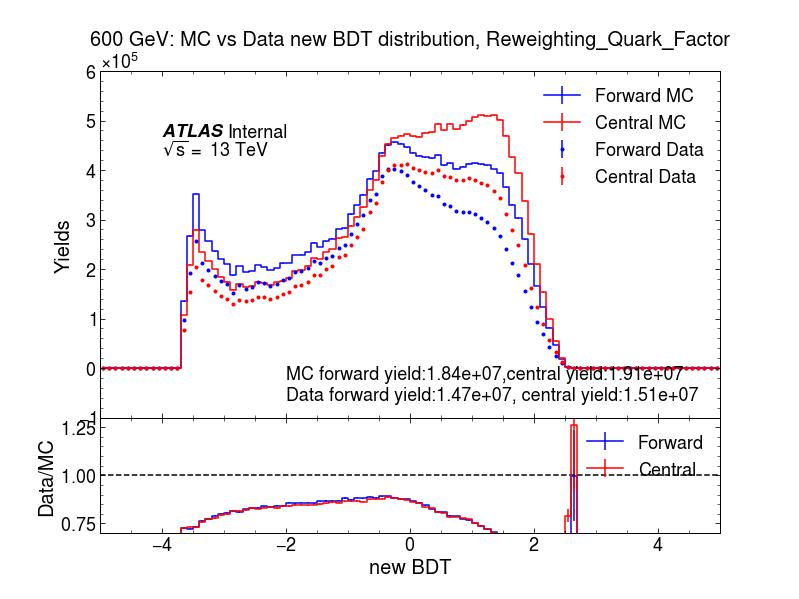 600 GeV: MC vs Data new BDT distribution, Reweighting_Quark_Factor
×10⁵
6
5
4
3
2
1
0
−1
Yields
ATLAS Internal
√s = 13 TeV
Forward MC
Central MC
Forward Data
Central Data
MC forward yield:1.84e+07,central yield:1.91e+07
Data forward yield:1.47e+07, central yield:1.51e+07
1.25
1.00
0.75
Data/MC
Forward
Central
−4 −2 0 2 4
new BDT